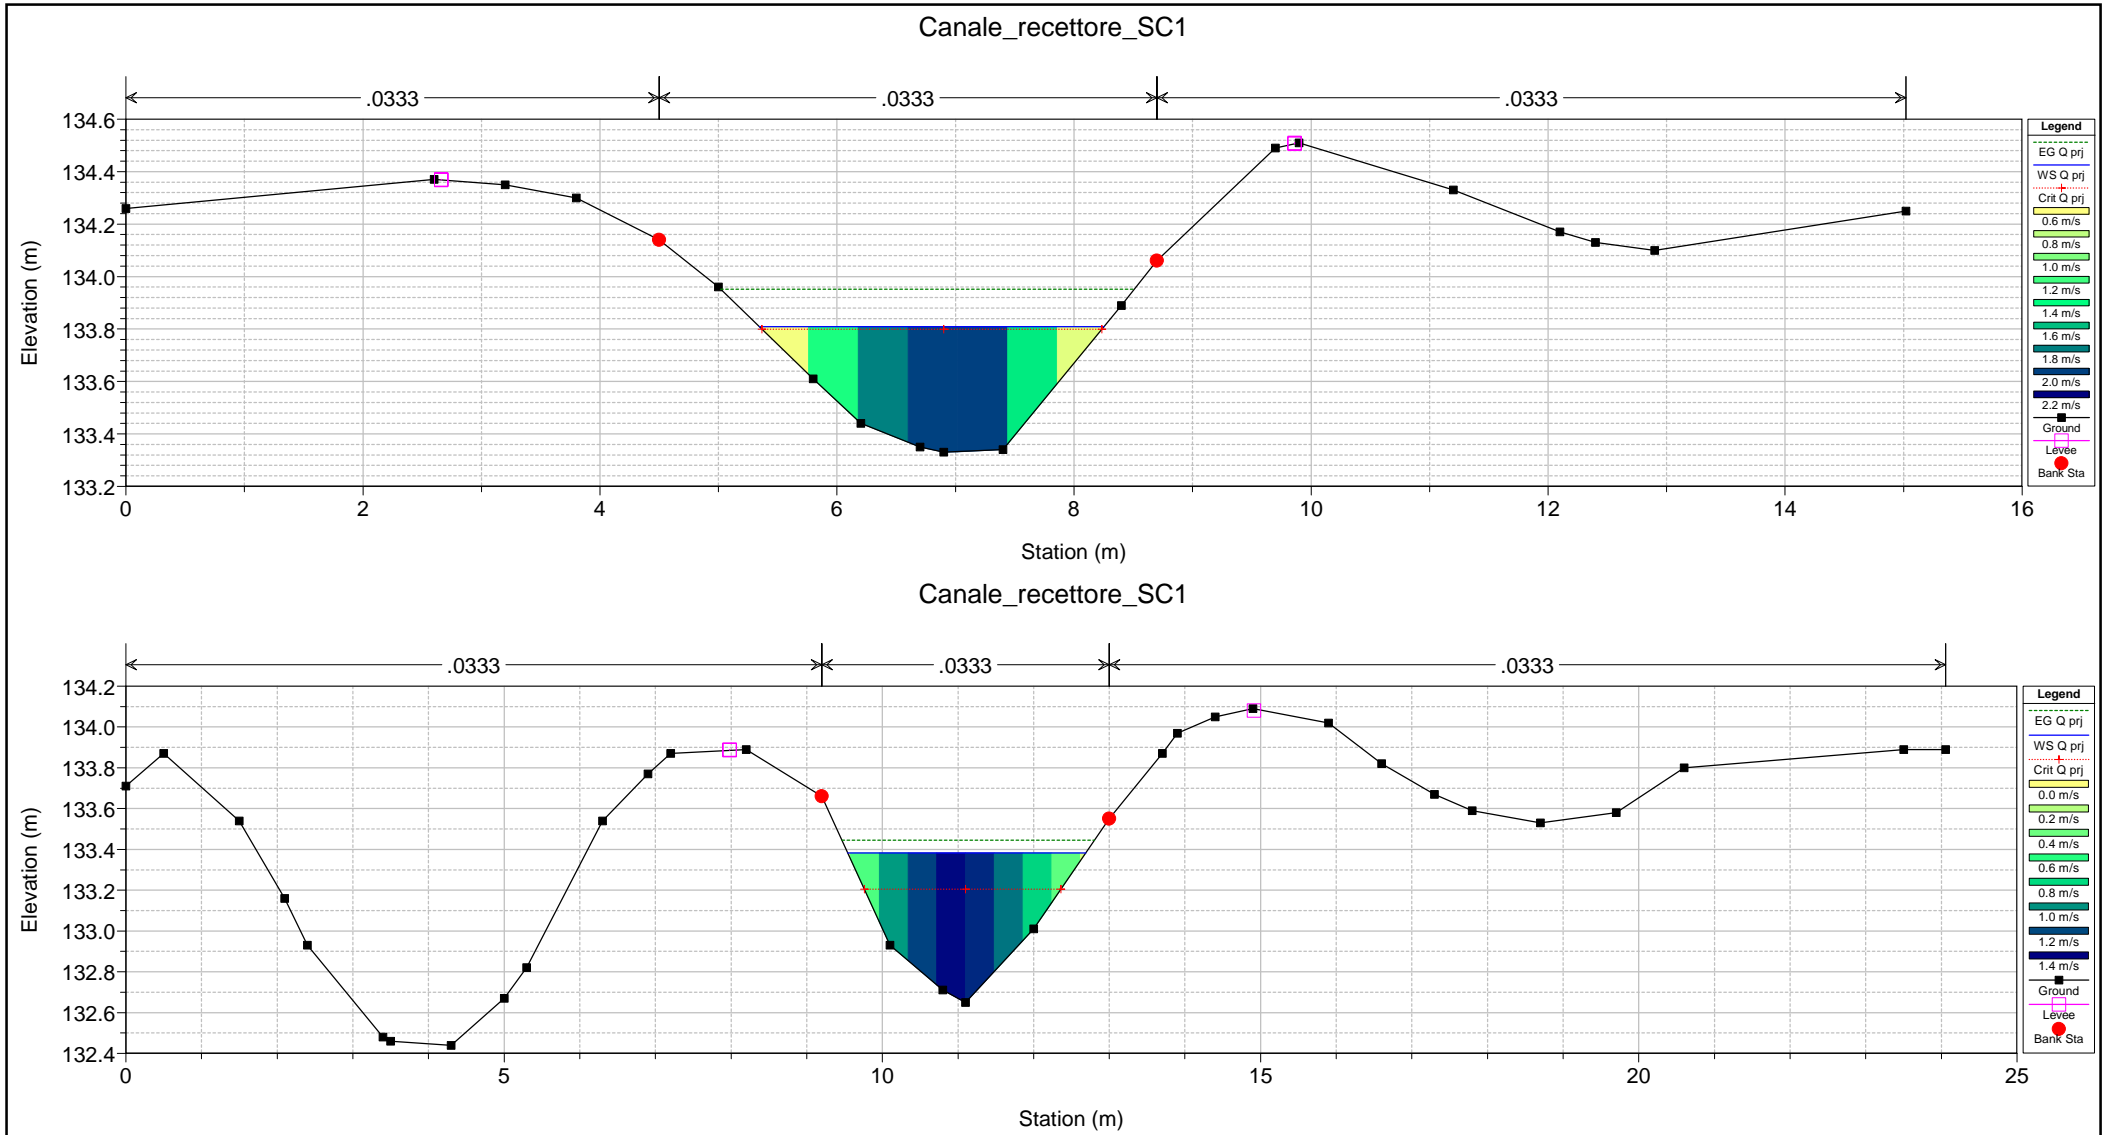 Canale_recettore_SC1
.0333 .0333 .0333
134.6
134.4
134.2
134.0
133.8
133.6
133.4
133.2
Elevation (m)
0 2 4 6 8 10 12 14 16
Station (m)
Legend
EG Q prj
WS Q prj
Crit Q prj
0.6 m/s
0.8 m/s
1.0 m/s
1.2 m/s
1.4 m/s
1.6 m/s
1.8 m/s
2.0 m/s
2.2 m/s
Ground
Levee
Bank Sta
Canale_recettore_SC1
.0333 .0333 .0333
134.2
134.0
133.8
133.6
133.4
133.2
133.0
132.8
132.6
132.4
Elevation (m)
0 5 10 15 20 25
Station (m)
Legend
EG Q prj
WS Q prj
Crit Q prj
0.0 m/s
0.2 m/s
0.4 m/s
0.6 m/s
0.8 m/s
1.0 m/s
1.2 m/s
1.4 m/s
Ground
Levee
Bank Sta